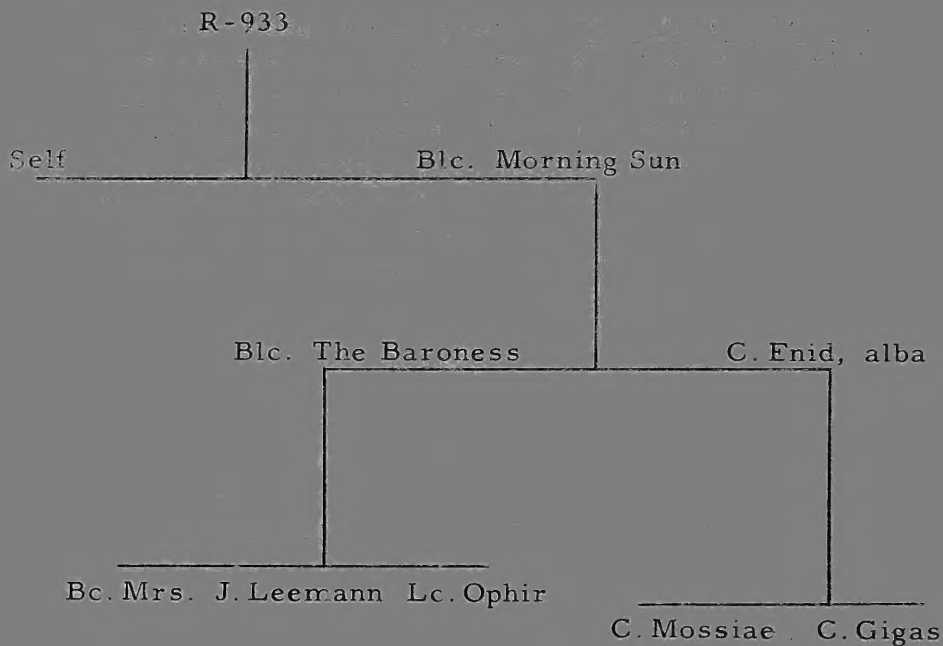 R-933
Self Blc. Morning Sun
Blc. The Baroness C. Enid, alba
Bc. Mrs. J. Leemann Lc. Ophir
C. Mossiae C. Gigas